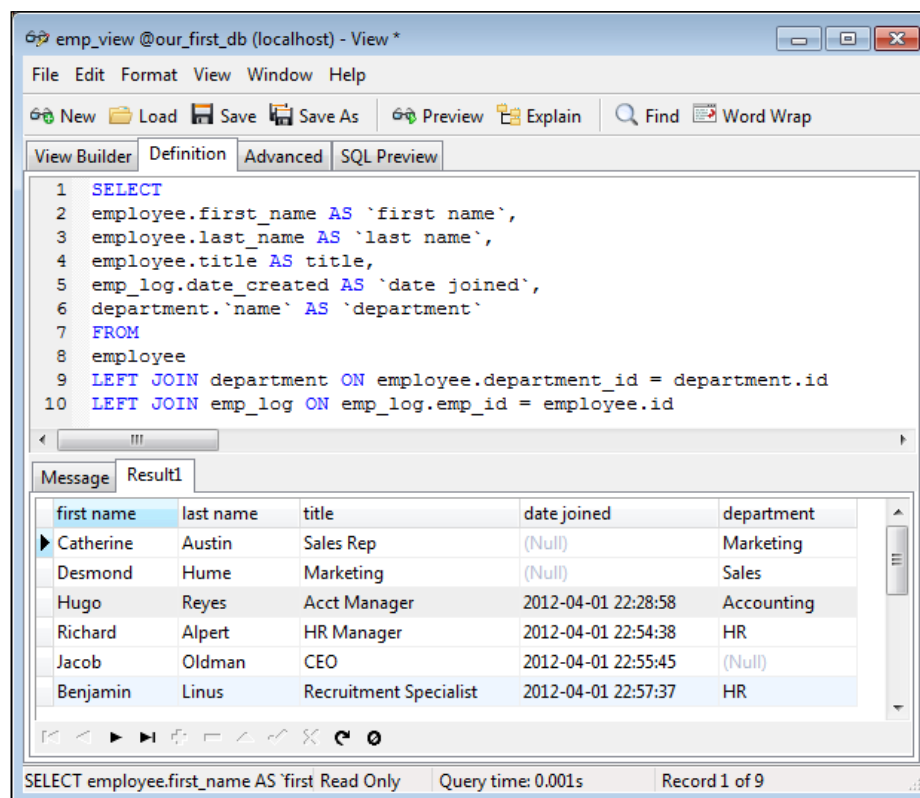 emp_view @our_first_db (localhost) - View *
File Edit Format View Window Help
New Load Save Save As Preview Explain Find Word Wrap
View Builder Definition Advanced SQL Preview
1 SELECT
2 employee.first_name AS `first name`,
3 employee.last_name AS `last name`,
4 employee.title AS title,
5 emp_log.date_created AS `date joined`,
6 department.`name` AS `department`
7 FROM
8 employee
9 LEFT JOIN department ON employee.department_id = department.id
10 LEFT JOIN emp_log ON emp_log.emp_id = employee.id
Message Result1
first name last name title date joined department
Catherine Austin Sales Rep (Null) Marketing
Desmond Hume Marketing (Null) Sales
Hugo Reyes Acct Manager 2012-04-01 22:28:58 Accounting
Richard Alpert HR Manager 2012-04-01 22:54:38 HR
Jacob Oldman CEO 2012-04-01 22:55:45 (Null)
Benjamin Linus Recruitment Specialist 2012-04-01 22:57:37 HR
SELECT employee.first_name AS `first Read Only Query time: 0.001s Record 1 of 9